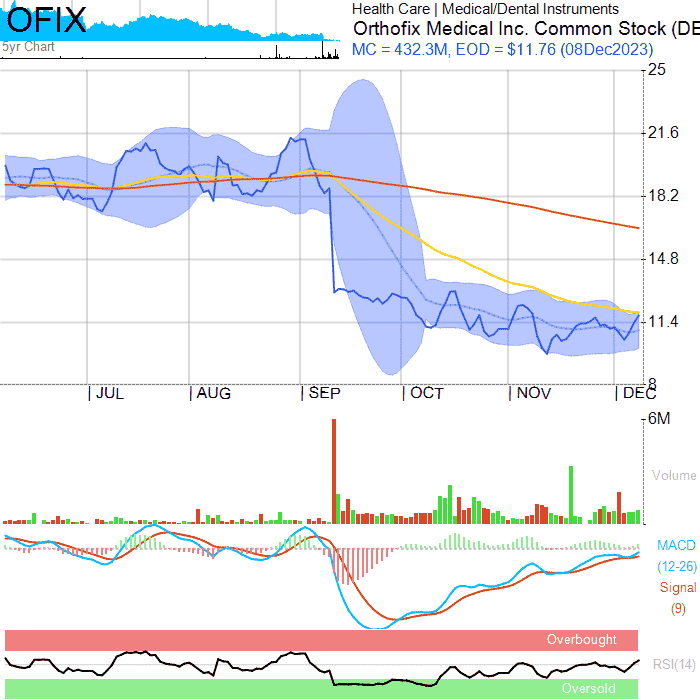 OFIX
5yr Chart
Health Care | Medical/Dental Instruments
Orthofix Medical Inc. Common Stock (DE
MC = 432.3M, EOD = $11.76 (08Dec2023)
25
21.6
18.2
14.8
11.4
8
JUL AUG SEP OCT NOV DEC
6M
Volume
MACD
(12-26)
Signal
(9)
Overbought
RSI(14)
Oversold